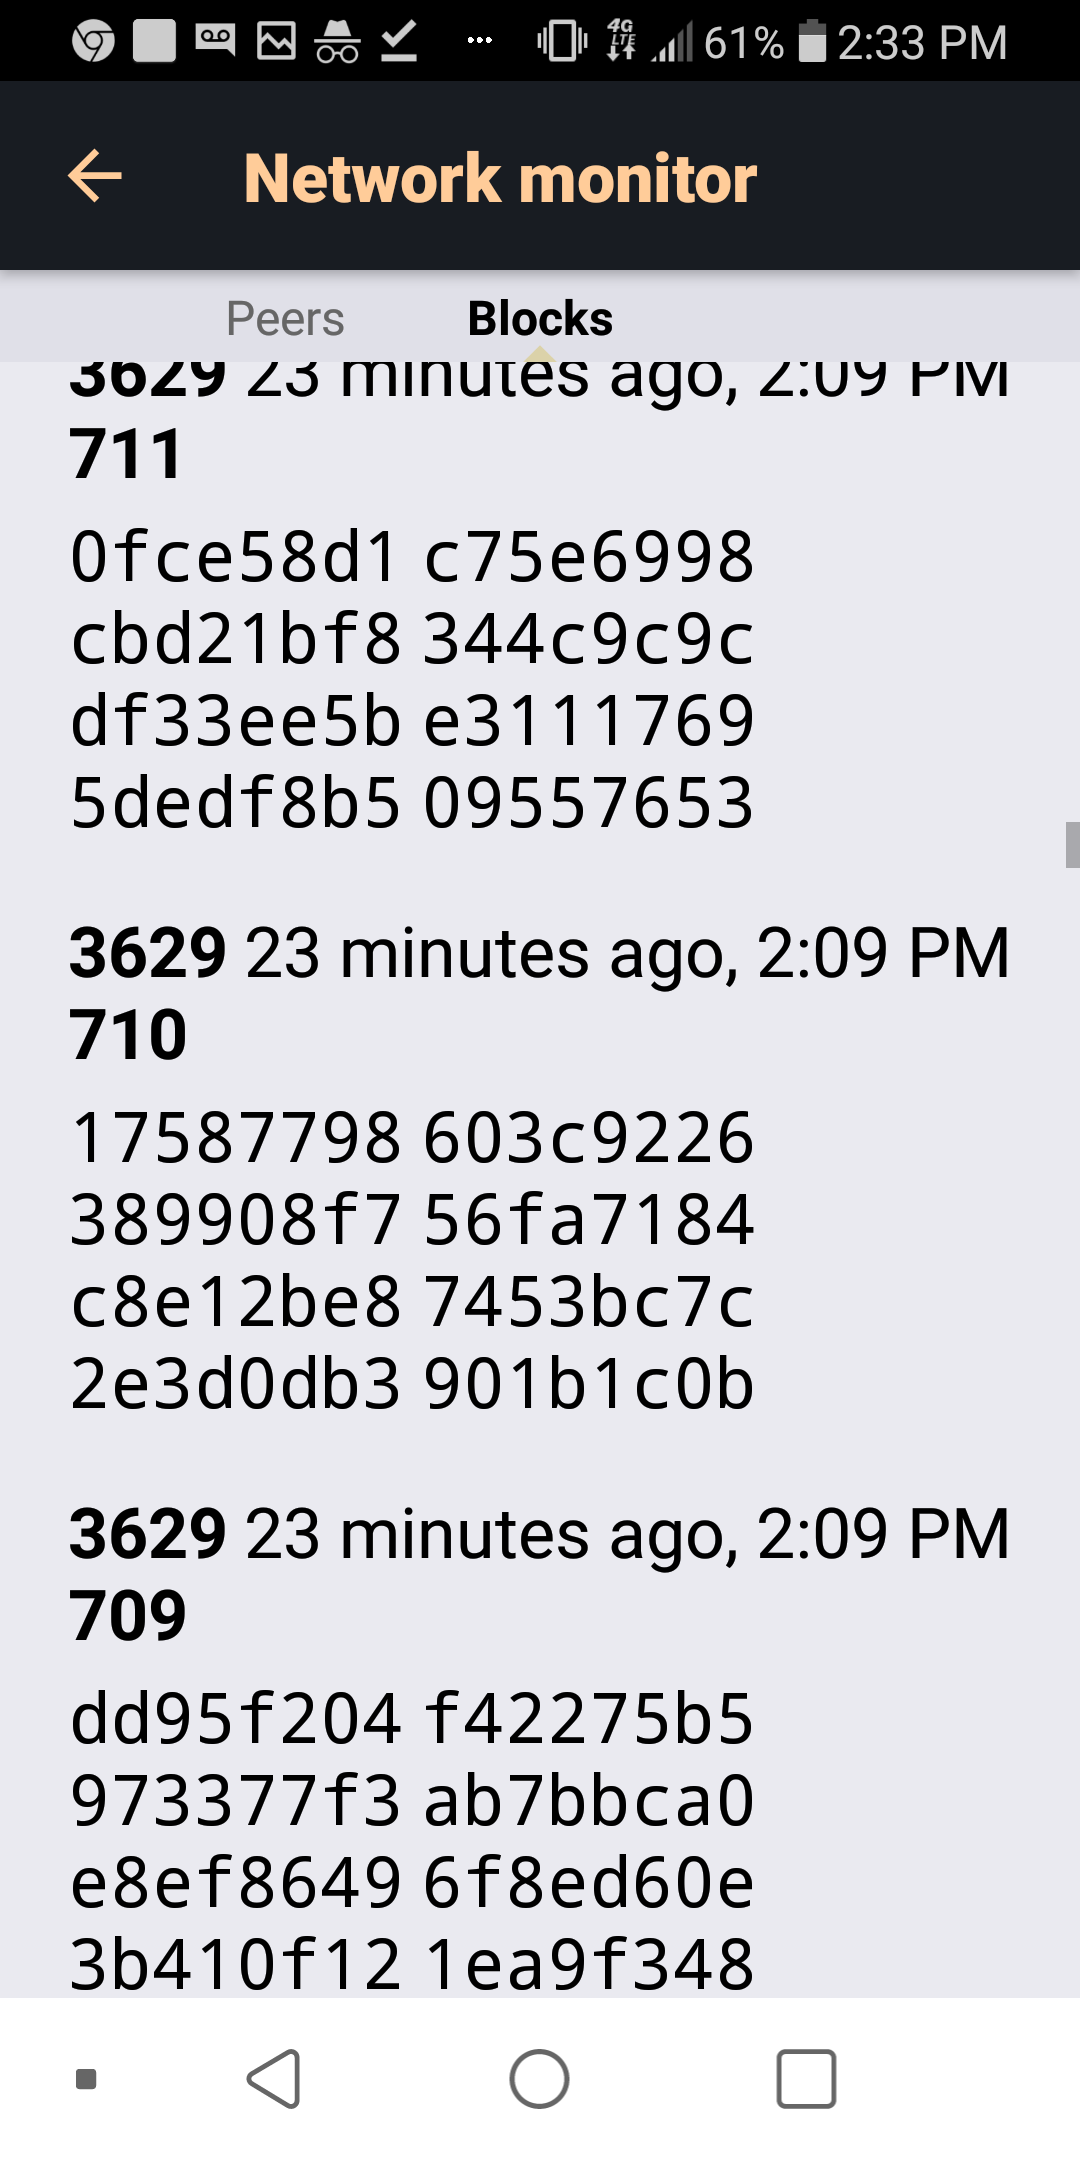 4G LTE 61% 2:33 PM
Network monitor
Peers Blocks
3629 23 minutes ago, 2:09 PM
711
0fce58d1 c75e6998
cbd21bf8 344c9c9c
df33ee5b e3111769
5dedf8b5 09557653
3629 23 minutes ago, 2:09 PM
710
17587798 603c9226
389908f7 56fa7184
c8e12be8 7453bc7c
2e3d0db3 901b1c0b
3629 23 minutes ago, 2:09 PM
709
dd95f204 f42275b5
973377f3 ab7bbca0
e8ef8649 6f8ed60e
3b410f12 1ea9f348